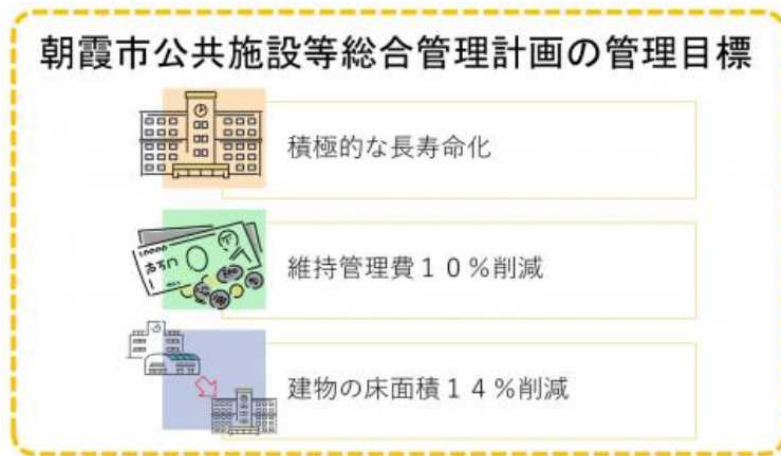 朝霞市公共施設等総合管理計画の管理目標
積極的な長寿命化
維持管理費１０％削減
建物の床面積１４％削減